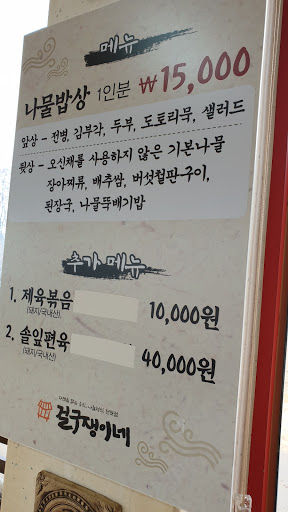 메뉴
나물밥상 1인분 ₩15,000
앞상 - 전병, 김부각, 두부, 도토리묵, 샐러드
뒷상 - 오신채를 사용하지 않은 기본나물
장아찌류, 배추쌈, 버섯철판구이,
된장국, 나물뚝배기밥
추가메뉴
1. 제육볶음 10,000원
(돼지/국내산)
2. 솔잎편육 40,000원
(돼지/국내산)
걸구쟁이네